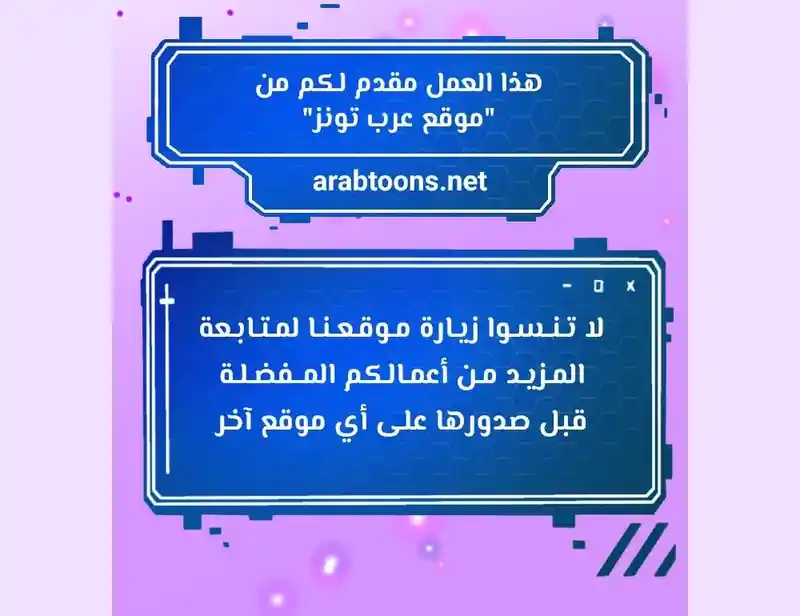 هذا العمل مقدم لكم من
"موقع عرب تونز"
arabtoons.net
لا تنسوا زيارة موقعنا لمتابعة
المزيد من أعمالكم المفضلة
قبل صدورها على أي موقع آخر